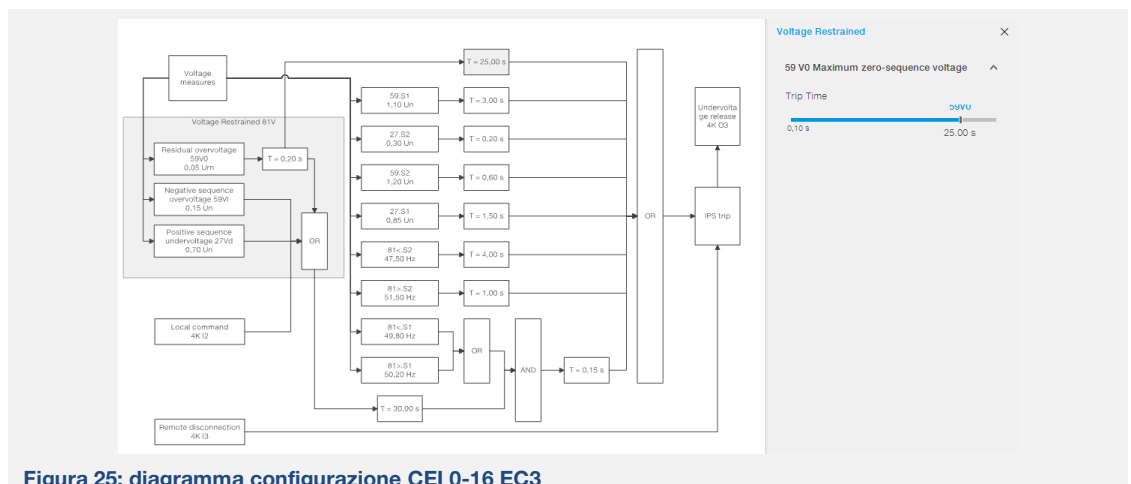 Voltage
measures
Voltage Restrained 81V
Residual overvoltage
59V0
0,05 Urn
T = 0,20 s
Negative sequence
overvoltage 59Vi
0,15 Un
Positive sequence
undervoltage 27Vd
0,70 Un
OR
Local command
4K I2
Remote disconnection
4K I3
T = 25,00 s
59.S1
1,10 Un
T = 3,00 s
27.S2
0,30 Un
T = 0,20 s
59.S2
1,20 Un
T = 0,60 s
27.S1
0,85 Un
T = 1,50 s
81<.S2
47,50 Hz
T = 4,00 s
81>.S2
51,50 Hz
T = 1,00 s
81<.S1
49,80 Hz
81>.S1
50,20 Hz
OR
T = 30,00 s
AND
T = 0,15 s
OR
Undervolta
ge release
4K O3
IPS trip
Voltage Restrained
59 V0 Maximum zero-sequence voltage
Trip Time
59V0
0,10 s
25.00 s
Figura 25: diagramma configurazione CEI 0-16 EC3